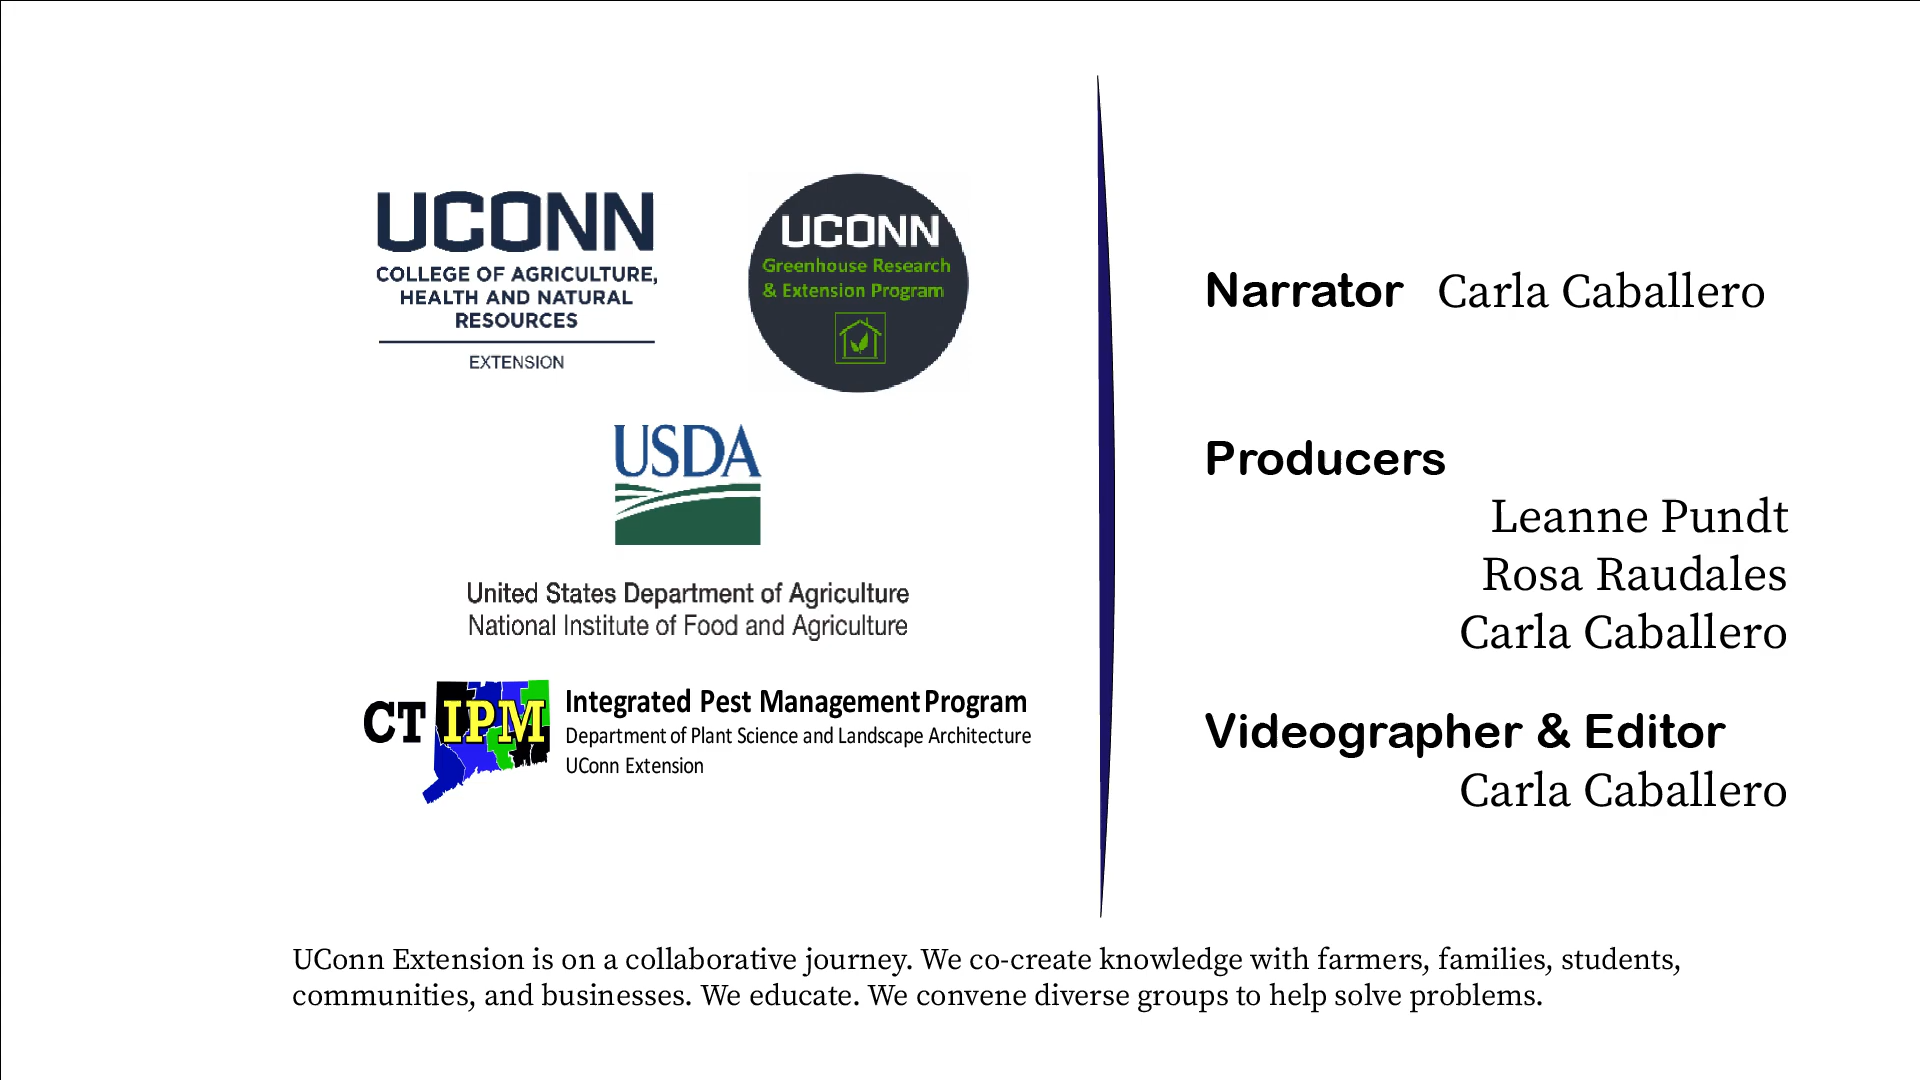 UCONN
COLLEGE OF AGRICULTURE,
HEALTH AND NATURAL
RESOURCES
EXTENSION
UCONN
Greenhouse Research
& Extension Program
USDA
United States Department of Agriculture
National Institute of Food and Agriculture
CT IPM
Integrated Pest Management Program
Department of Plant Science and Landscape Architecture
UConn Extension
Narrator Carla Caballero
Producers
Leanne Pundt
Rosa Raudales
Carla Caballero
Videographer & Editor
Carla Caballero
UConn Extension is on a collaborative journey. We co-create knowledge with farmers, families, students,
communities, and businesses. We educate. We convene diverse groups to help solve problems.